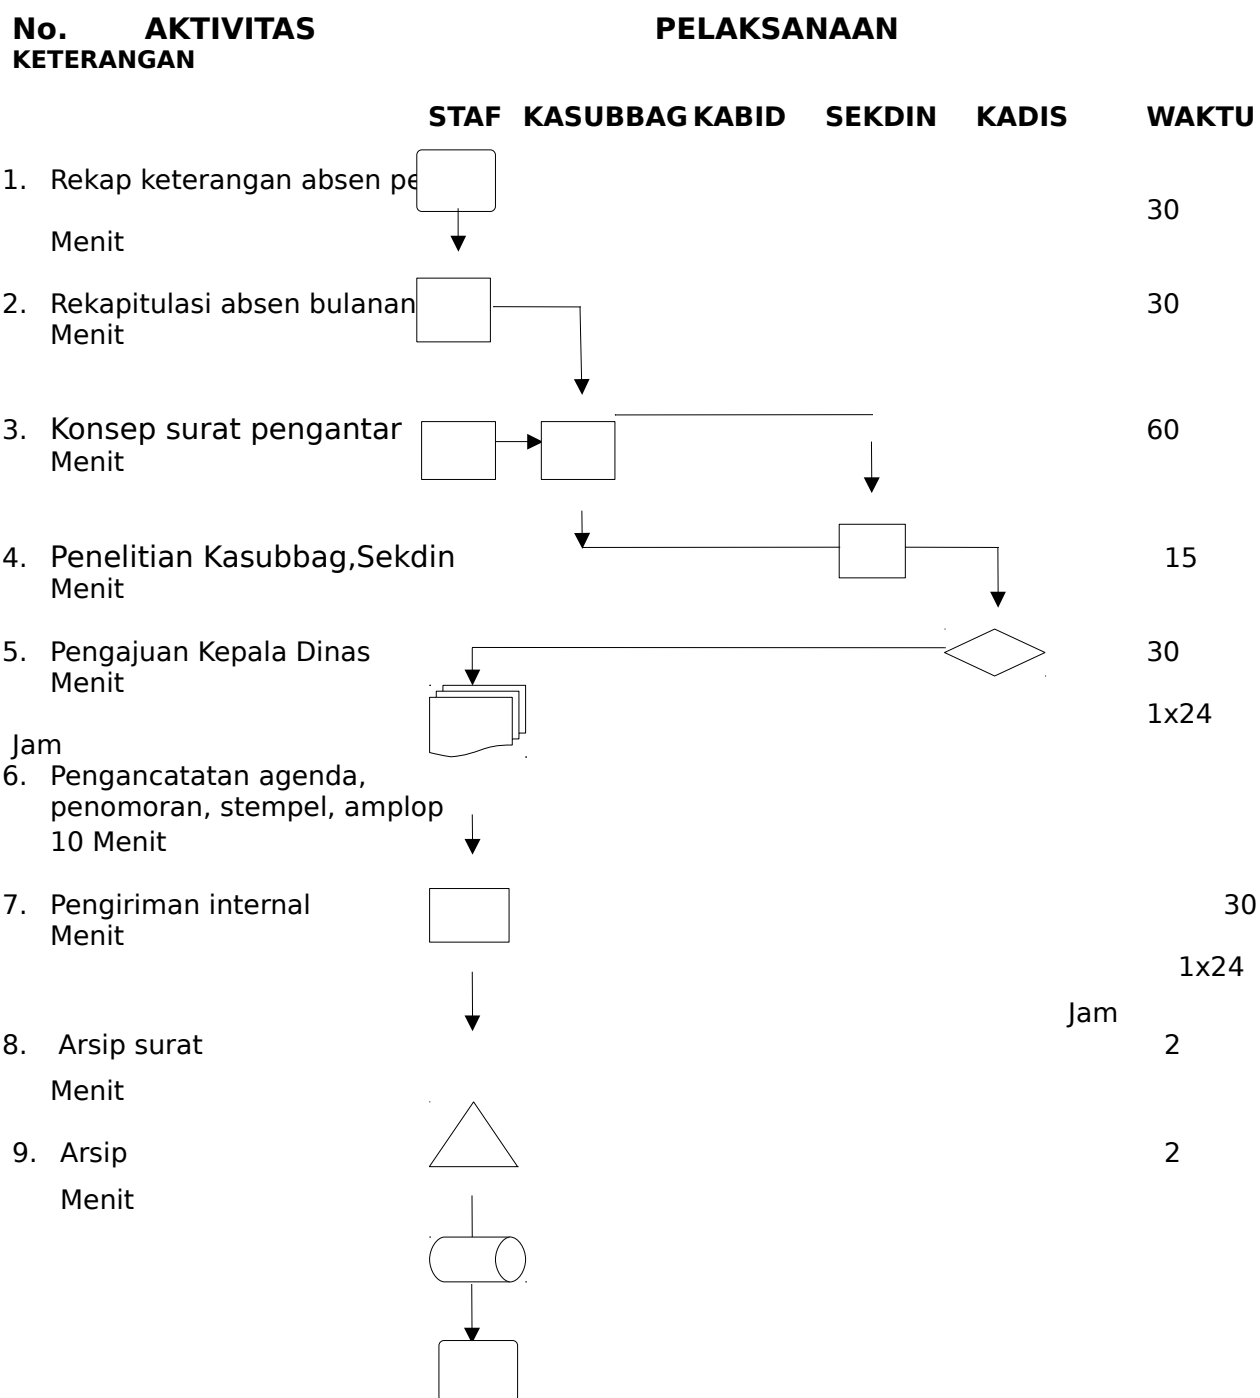 No. AKTIVITAS PELAKSANAAN
KETERANGAN
STAF KASUBBAG KABID SEKDIN KADIS WAKTU
1. Rekap keterangan absen
30
Menit
2. Rekapitulasi absen bulanan 30
Menit
3. Konsep surat pengantar 60
Menit
4. Penelitian Kasubbag,Sekdin 15
Menit
5. Pengajuan Kepala Dinas 30
Menit
1x24
Jam
6. Pengancatatan agenda,
penomoran, stempel, amplop
10 Menit
7. Pengiriman internal 30
Menit
1x24
Jam
8. Arsip surat 2
Menit
9. Arsip 2
Menit